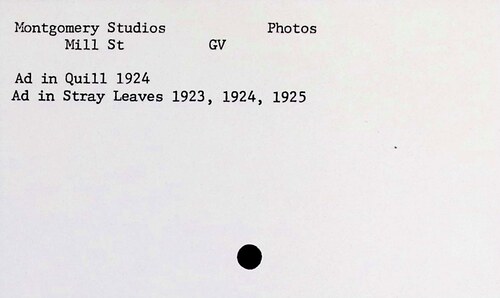 Montgomery Studios Photos
Mill St GV
Ad in Quill 1924
Ad in Stray Leaves 1923, 1924, 1925